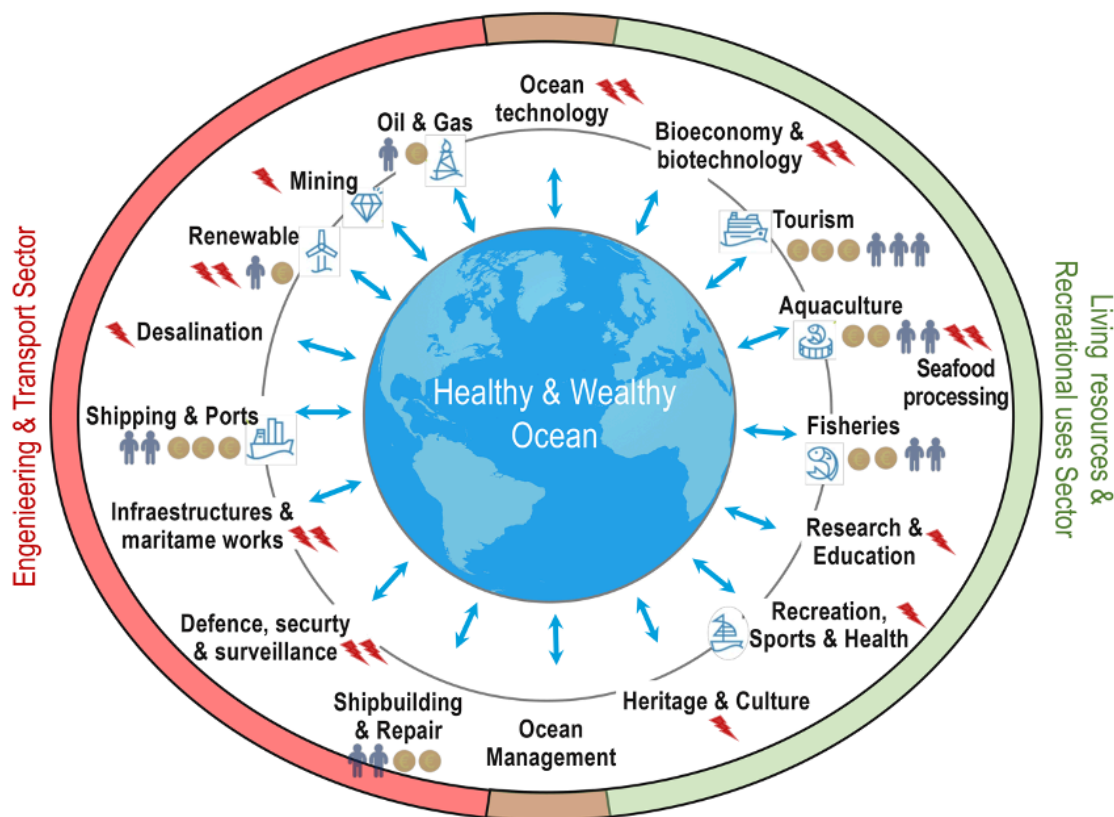 Ocean
technology
Oil & Gas
Bioeconomy &
biotechnology
Mining
Tourism
Renewable
Aquaculture
Desalination
Seafood
processing
Healthy & Wealthy
Ocean
Shipping & Ports
Fisheries
Infraestructures &
maritame works
Research &
Education
Defence, securty
& surveillance
Recreation,
Sports & Health
Shipbuilding
& Repair
Heritage & Culture
Ocean
Management
Engenieering & Transport Sector
Living resources &
Recreational uses Sector